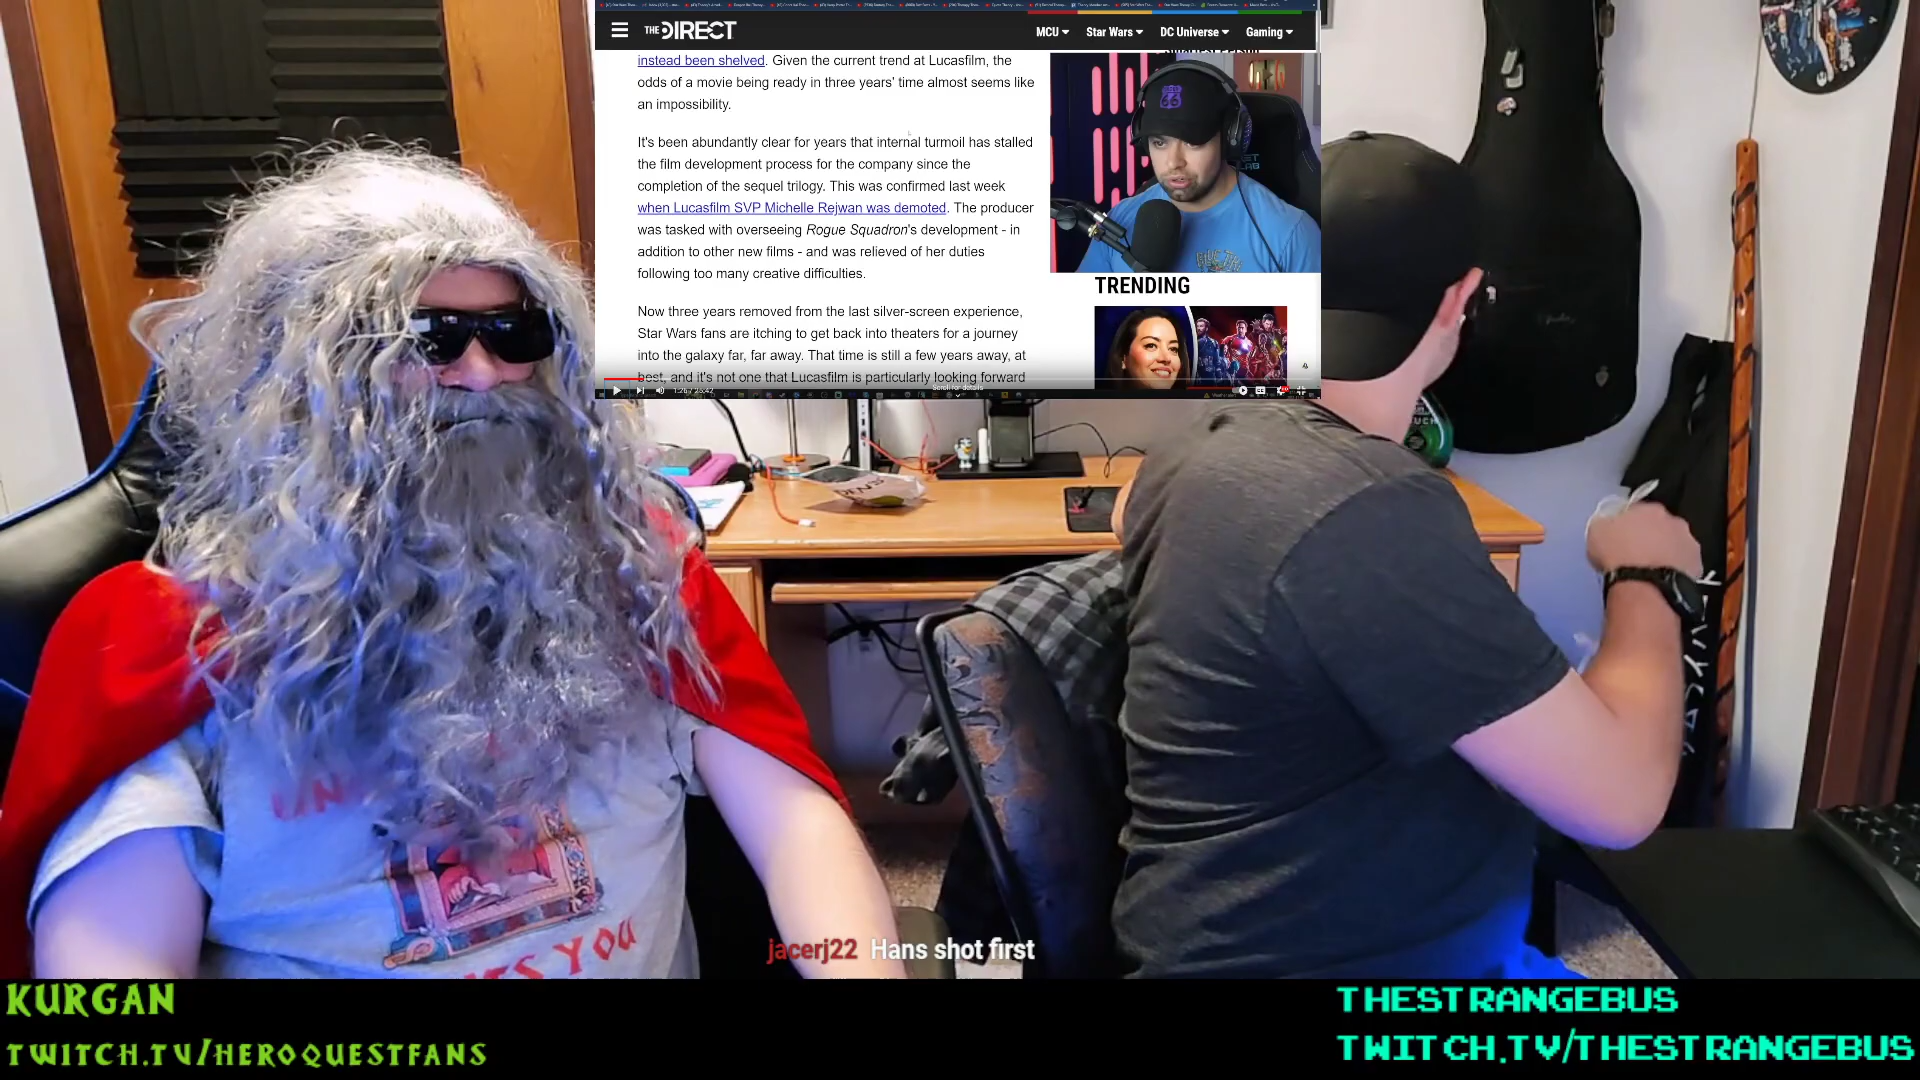 THE DIRECT
MCU
Star Wars
DC Universe
Gaming
instead been shelved. Given the current trend at Lucasfilm, the
odds of a movie being ready in three years' time almost seems like
an impossibility.
It's been abundantly clear for years that internal turmoil has stalled
the film development process for the company since the
completion of the sequel trilogy. This was confirmed last week
when Lucasfilm SVP Michelle Rejwan was demoted. The producer
was tasked with overseeing Rogue Squadron's development - in
addition to other new films - and was relieved of her duties
following too many creative difficulties.
Now three years removed from the last silver-screen experience,
Star Wars fans are itching to get back into theaters for a journey
into the galaxy far, far away. That time is still a few years away, at
best, and it's not one that Lucasfilm is particularly looking forward
TRENDING
Scroll for details
YOU
jacerj22 Hans shot first
KURGAN
TWITCH.TV/HEROQUESTFANS
THESTRANGEBUS
TWITCH.TV/THESTRANGEBUS